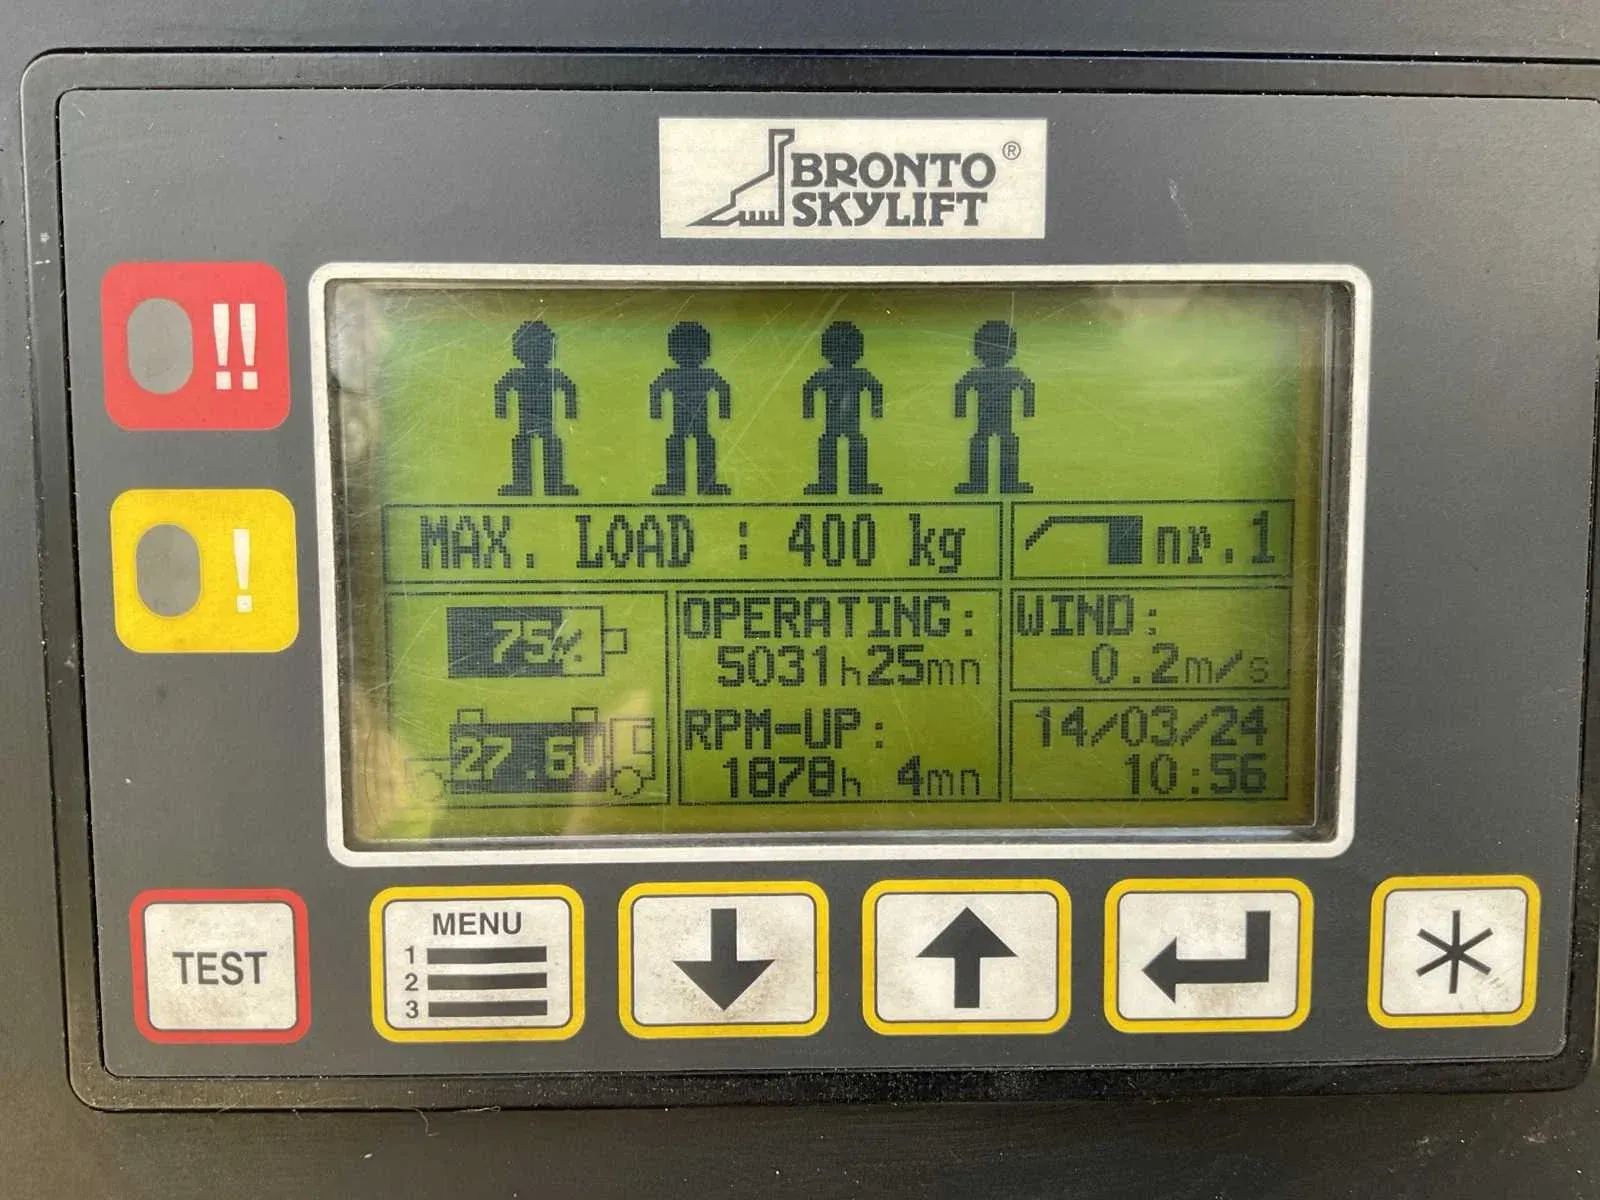 BRONTO ®
SKYLIFT
!!
!
MAX. LOAD : 400 kg
nr.1
75%
OPERATING:
5031h25mn
WIND:
0.2m/s
27.6V
RPM-UP:
1878h 4mn
14/03/24
10:56
TEST
MENU
1
2
3
*